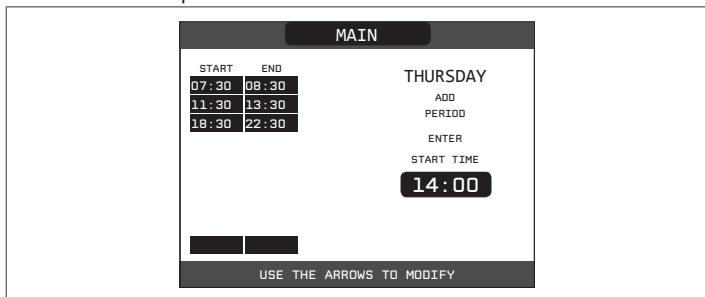 MAIN
START END
07:30 08:30
11:30 13:30
18:30 22:30
THURSDAY
ADD
PERIOD
ENTER
START TIME
14:00
USE THE ARROWS TO MODIFY